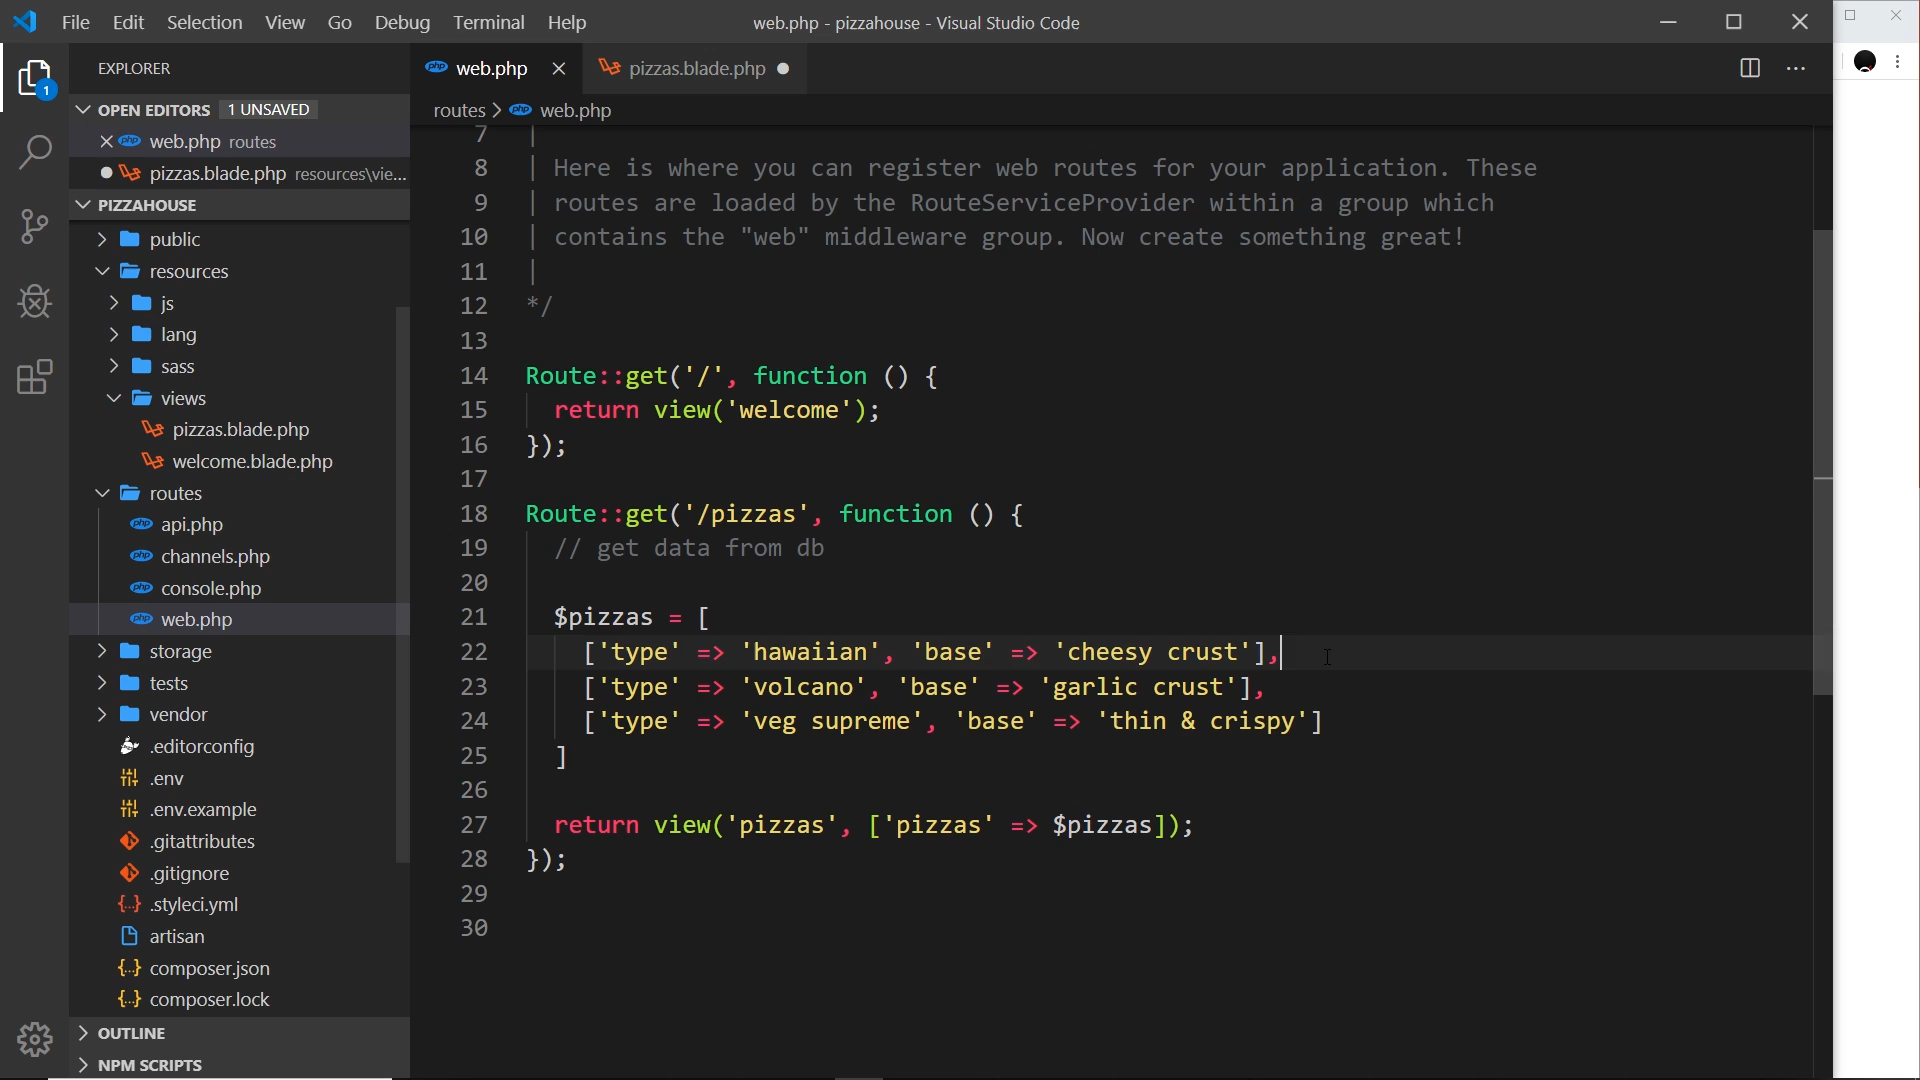 File Edit Selection View Go Debug Terminal Help
web.php - pizzahouse - Visual Studio Code
EXPLORER
OPEN EDITORS 1 UNSAVED
web.php routes
pizzas.blade.php resources\vie...
PIZZAHOUSE
public
resources
js
lang
sass
views
pizzas.blade.php
welcome.blade.php
routes
api.php
channels.php
console.php
web.php
storage
tests
vendor
.editorconfig
.env
.env.example
.gitattributes
.gitignore
.styleci.yml
artisan
composer.json
composer.lock
OUTLINE
NPM SCRIPTS
1
php web.php
pizzas.blade.php
routes > php web.php
7 |
8 | Here is where you can register web routes for your application. These
9 | routes are loaded by the RouteServiceProvider within a group which
10 | contains the "web" middleware group. Now create something great!
11 |
12 */
13
14 Route::get('/', function () {
15 return view('welcome');
16 });
17
18 Route::get('/pizzas', function () {
19 // get data from db
20
21 $pizzas = [
22 ['type' => 'hawaiian', 'base' => 'cheesy crust'],
23 ['type' => 'volcano', 'base' => 'garlic crust'],
24 ['type' => 'veg supreme', 'base' => 'thin & crispy']
25 ]
26
27 return view('pizzas', ['pizzas' => $pizzas]);
28 });
29
30